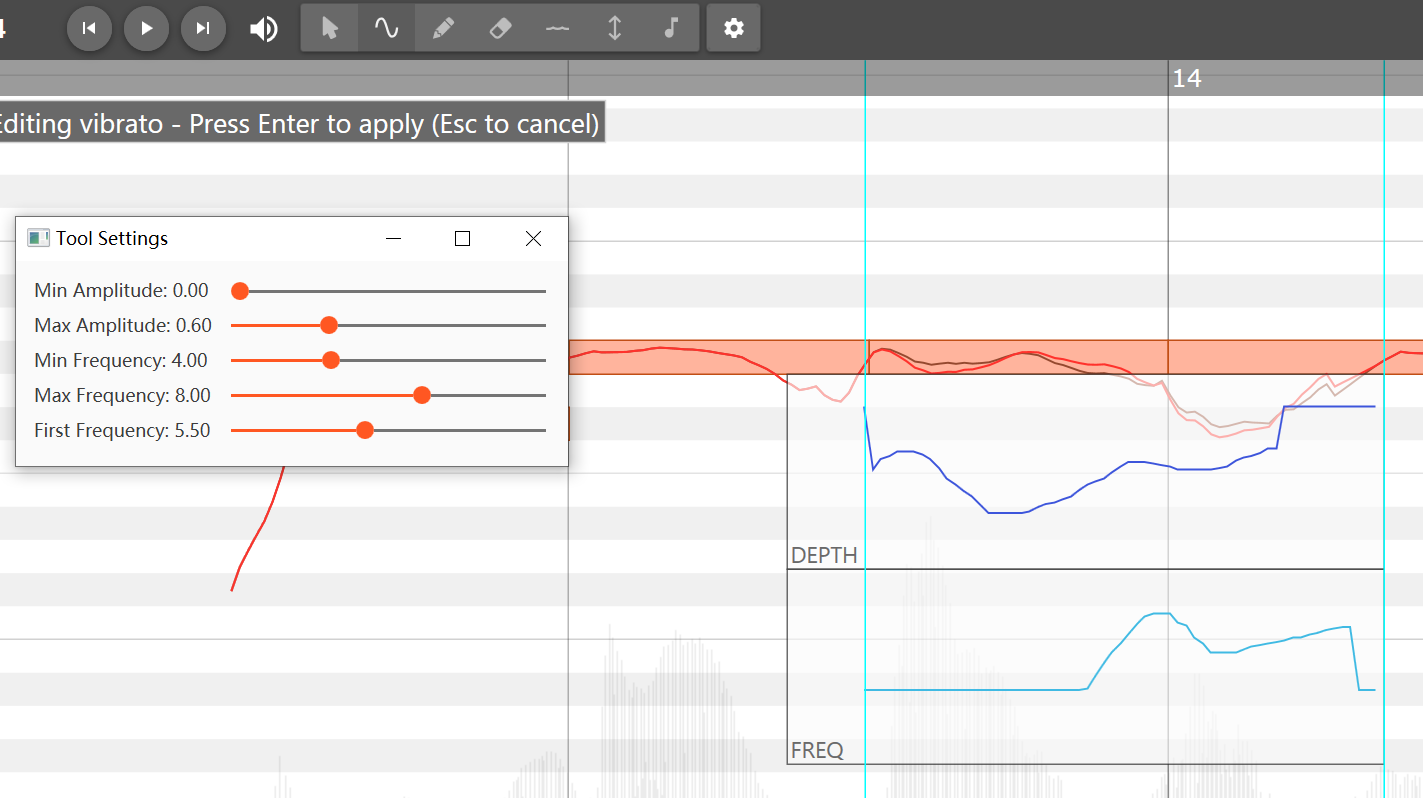 4
14
Editing vibrato - Press Enter to apply (Esc to cancel)
Tool Settings
Min Amplitude: 0.00
Max Amplitude: 0.60
Min Frequency: 4.00
Max Frequency: 8.00
First Frequency: 5.50
DEPTH
FREQ